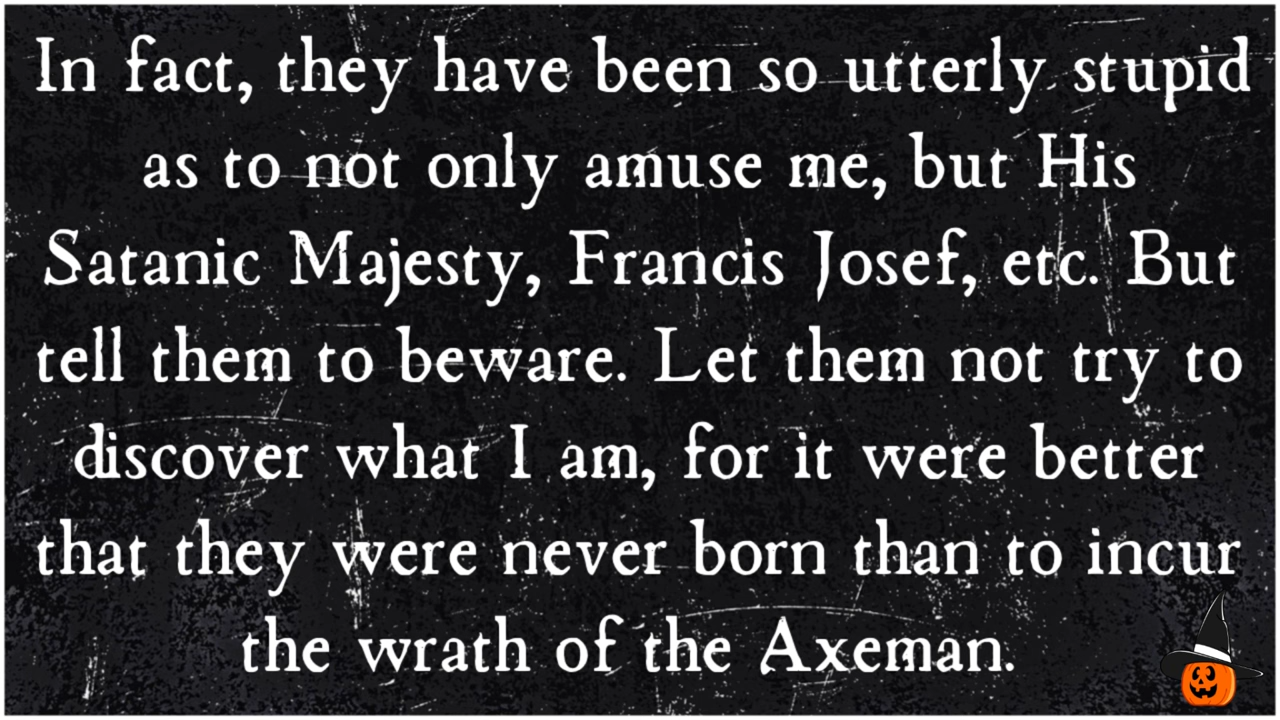 In fact, they have been so utterly stupid
as to not only amuse me, but His
Satanic Majesty, Francis Josef, etc. But
tell them to beware. Let them not try to
discover what I am, for it were better
that they were never born than to incur
the wrath of the Axeman.